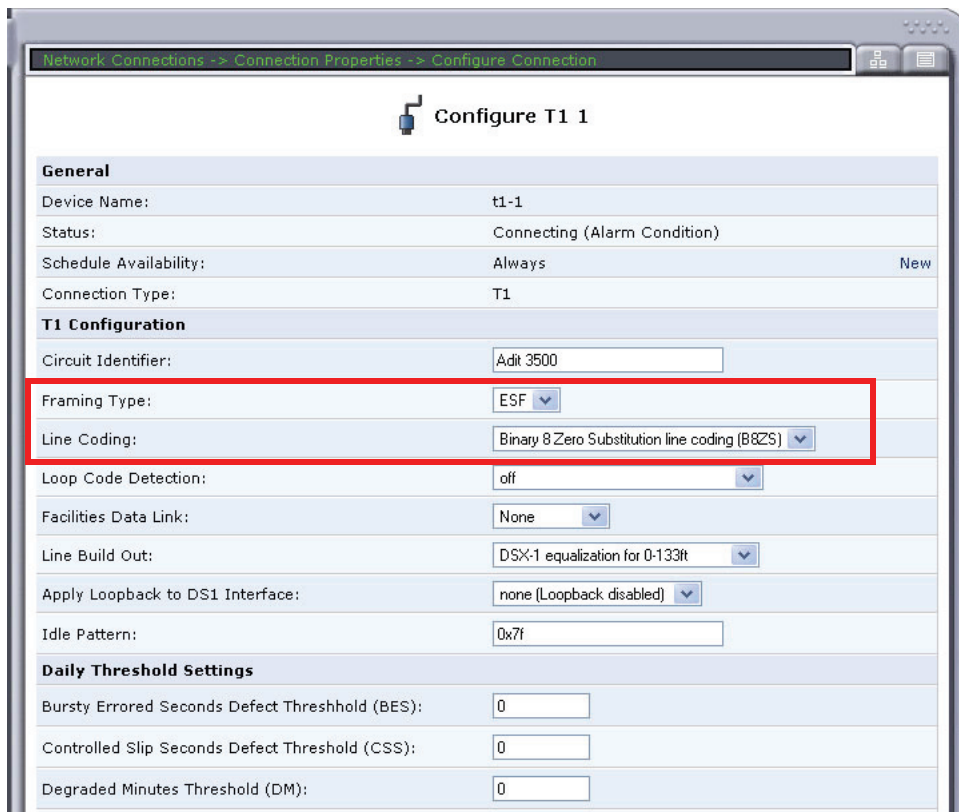 Network Connections -> Connection Properties -> Configure Connection
Configure T1 1
General
Device Name: t1-1
Status: Connecting (Alarm Condition)
Schedule Availability: Always New
Connection Type: T1
T1 Configuration
Circuit Identifier: Adit 3500
Framing Type: ESF
Line Coding: Binary 8 Zero Substitution line coding (B8ZS)
Loop Code Detection: off
Facilities Data Link: None
Line Build Out: DSX-1 equalization for 0-133ft
Apply Loopback to DS1 Interface: none (Loopback disabled)
Idle Pattern: 0x7f
Daily Threshold Settings
Bursty Errored Seconds Defect Threshhold (BES): 0
Controlled Slip Seconds Defect Threshold (CSS): 0
Degraded Minutes Threshold (DM): 0